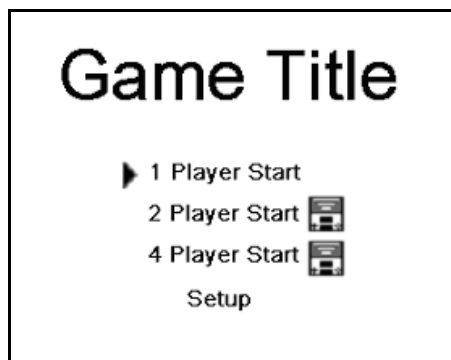 Game Title
1 Player Start
2 Player Start
4 Player Start
Setup